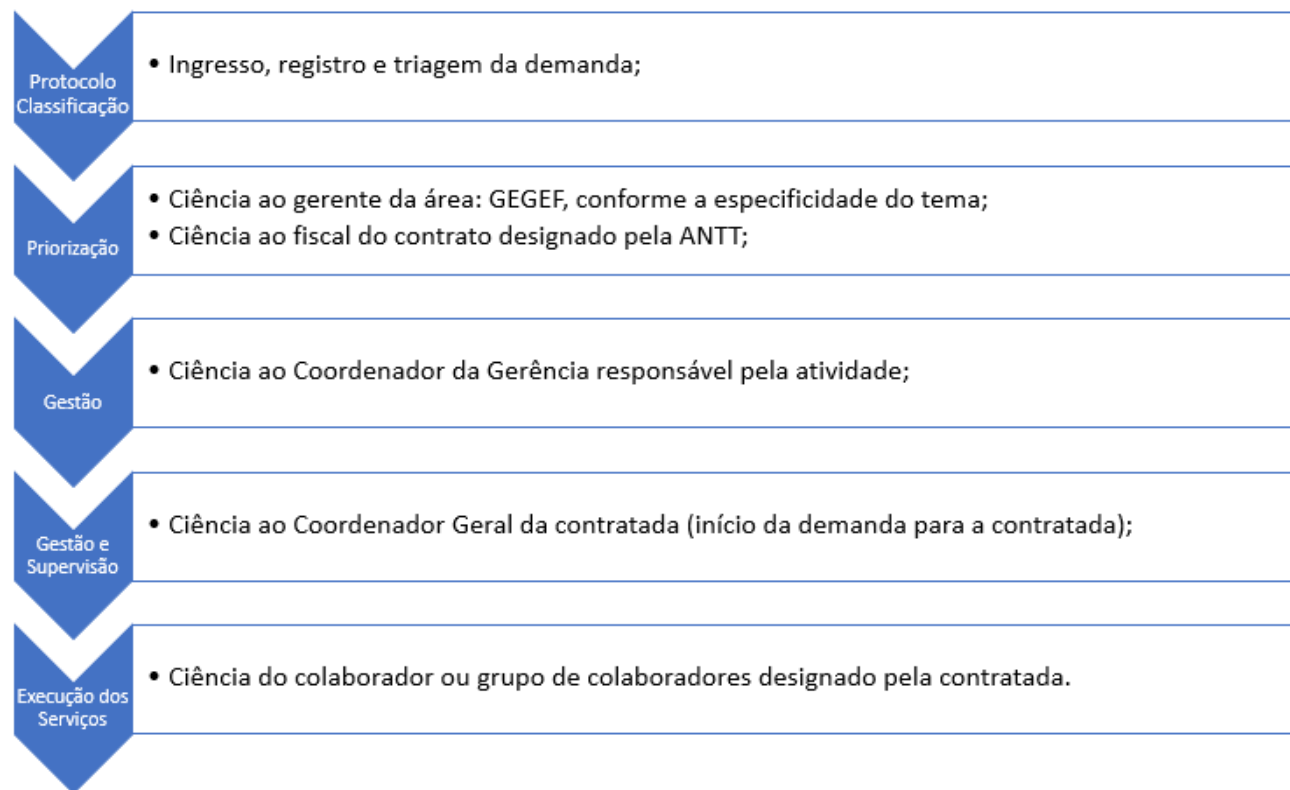 Protocolo
Classificação
• Ingresso, registro e triagem da demanda;
Priorização
• Ciência ao gerente da área: GEGEF, conforme a especificidade do tema;
• Ciência ao fiscal do contrato designado pela ANTT;
Gestão
• Ciência ao Coordenador da Gerência responsável pela atividade;
Gestão e
Supervisão
• Ciência ao Coordenador Geral da contratada (início da demanda para a contratada);
Execução dos
Serviços
• Ciência do colaborador ou grupo de colaboradores designado pela contratada.